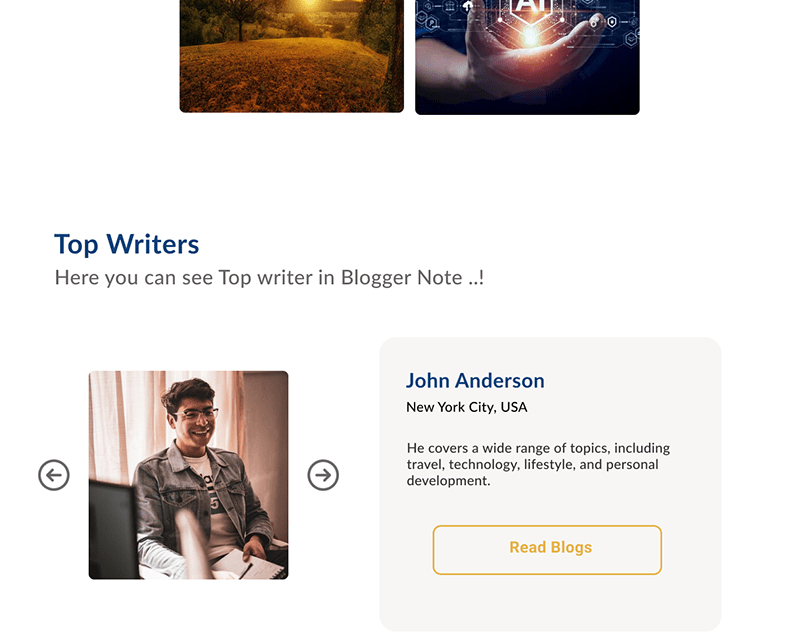 AI
Top Writers
Here you can see Top writer in Blogger Note ..!
John Anderson
New York City, USA
He covers a wide range of topics, including
travel, technology, lifestyle, and personal
development.
Read Blogs